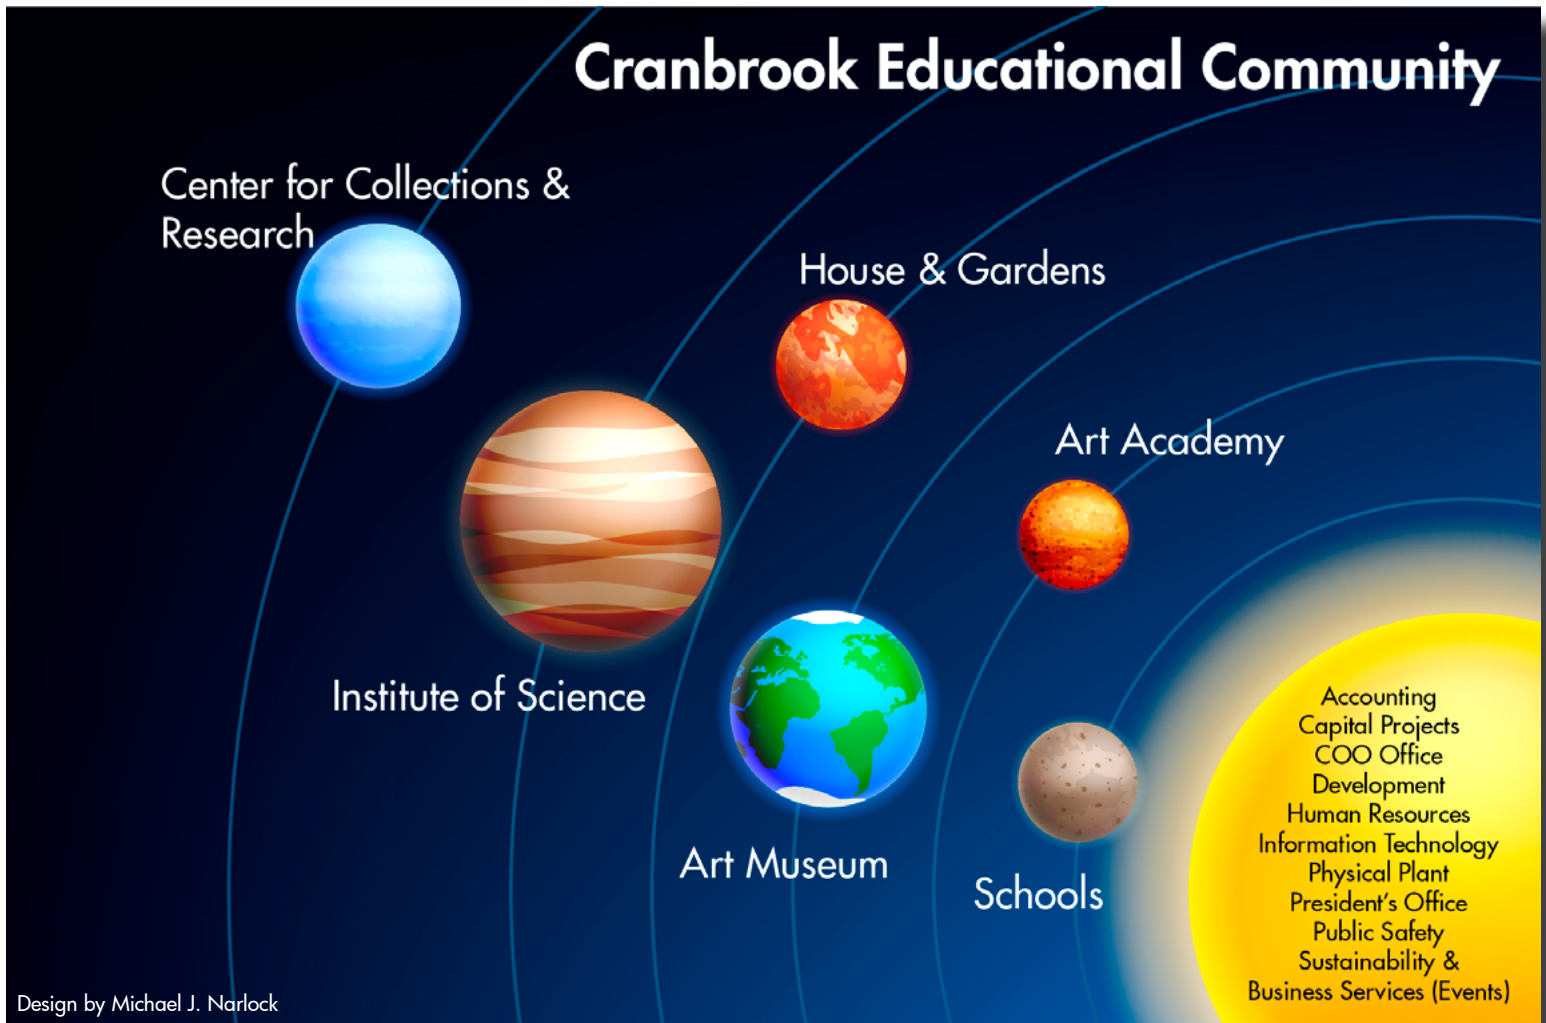 Cranbrook Educational Community
Center for Collections &
Research
House & Gardens
Art Academy
Institute of Science
Art Museum
Schools
Accounting
Capital Projects
COO Office
Development
Human Resources
Information Technology
Physical Plant
President's Office
Public Safety
Sustainability &
Business Services (Events)
Design by Michael J. Narlock